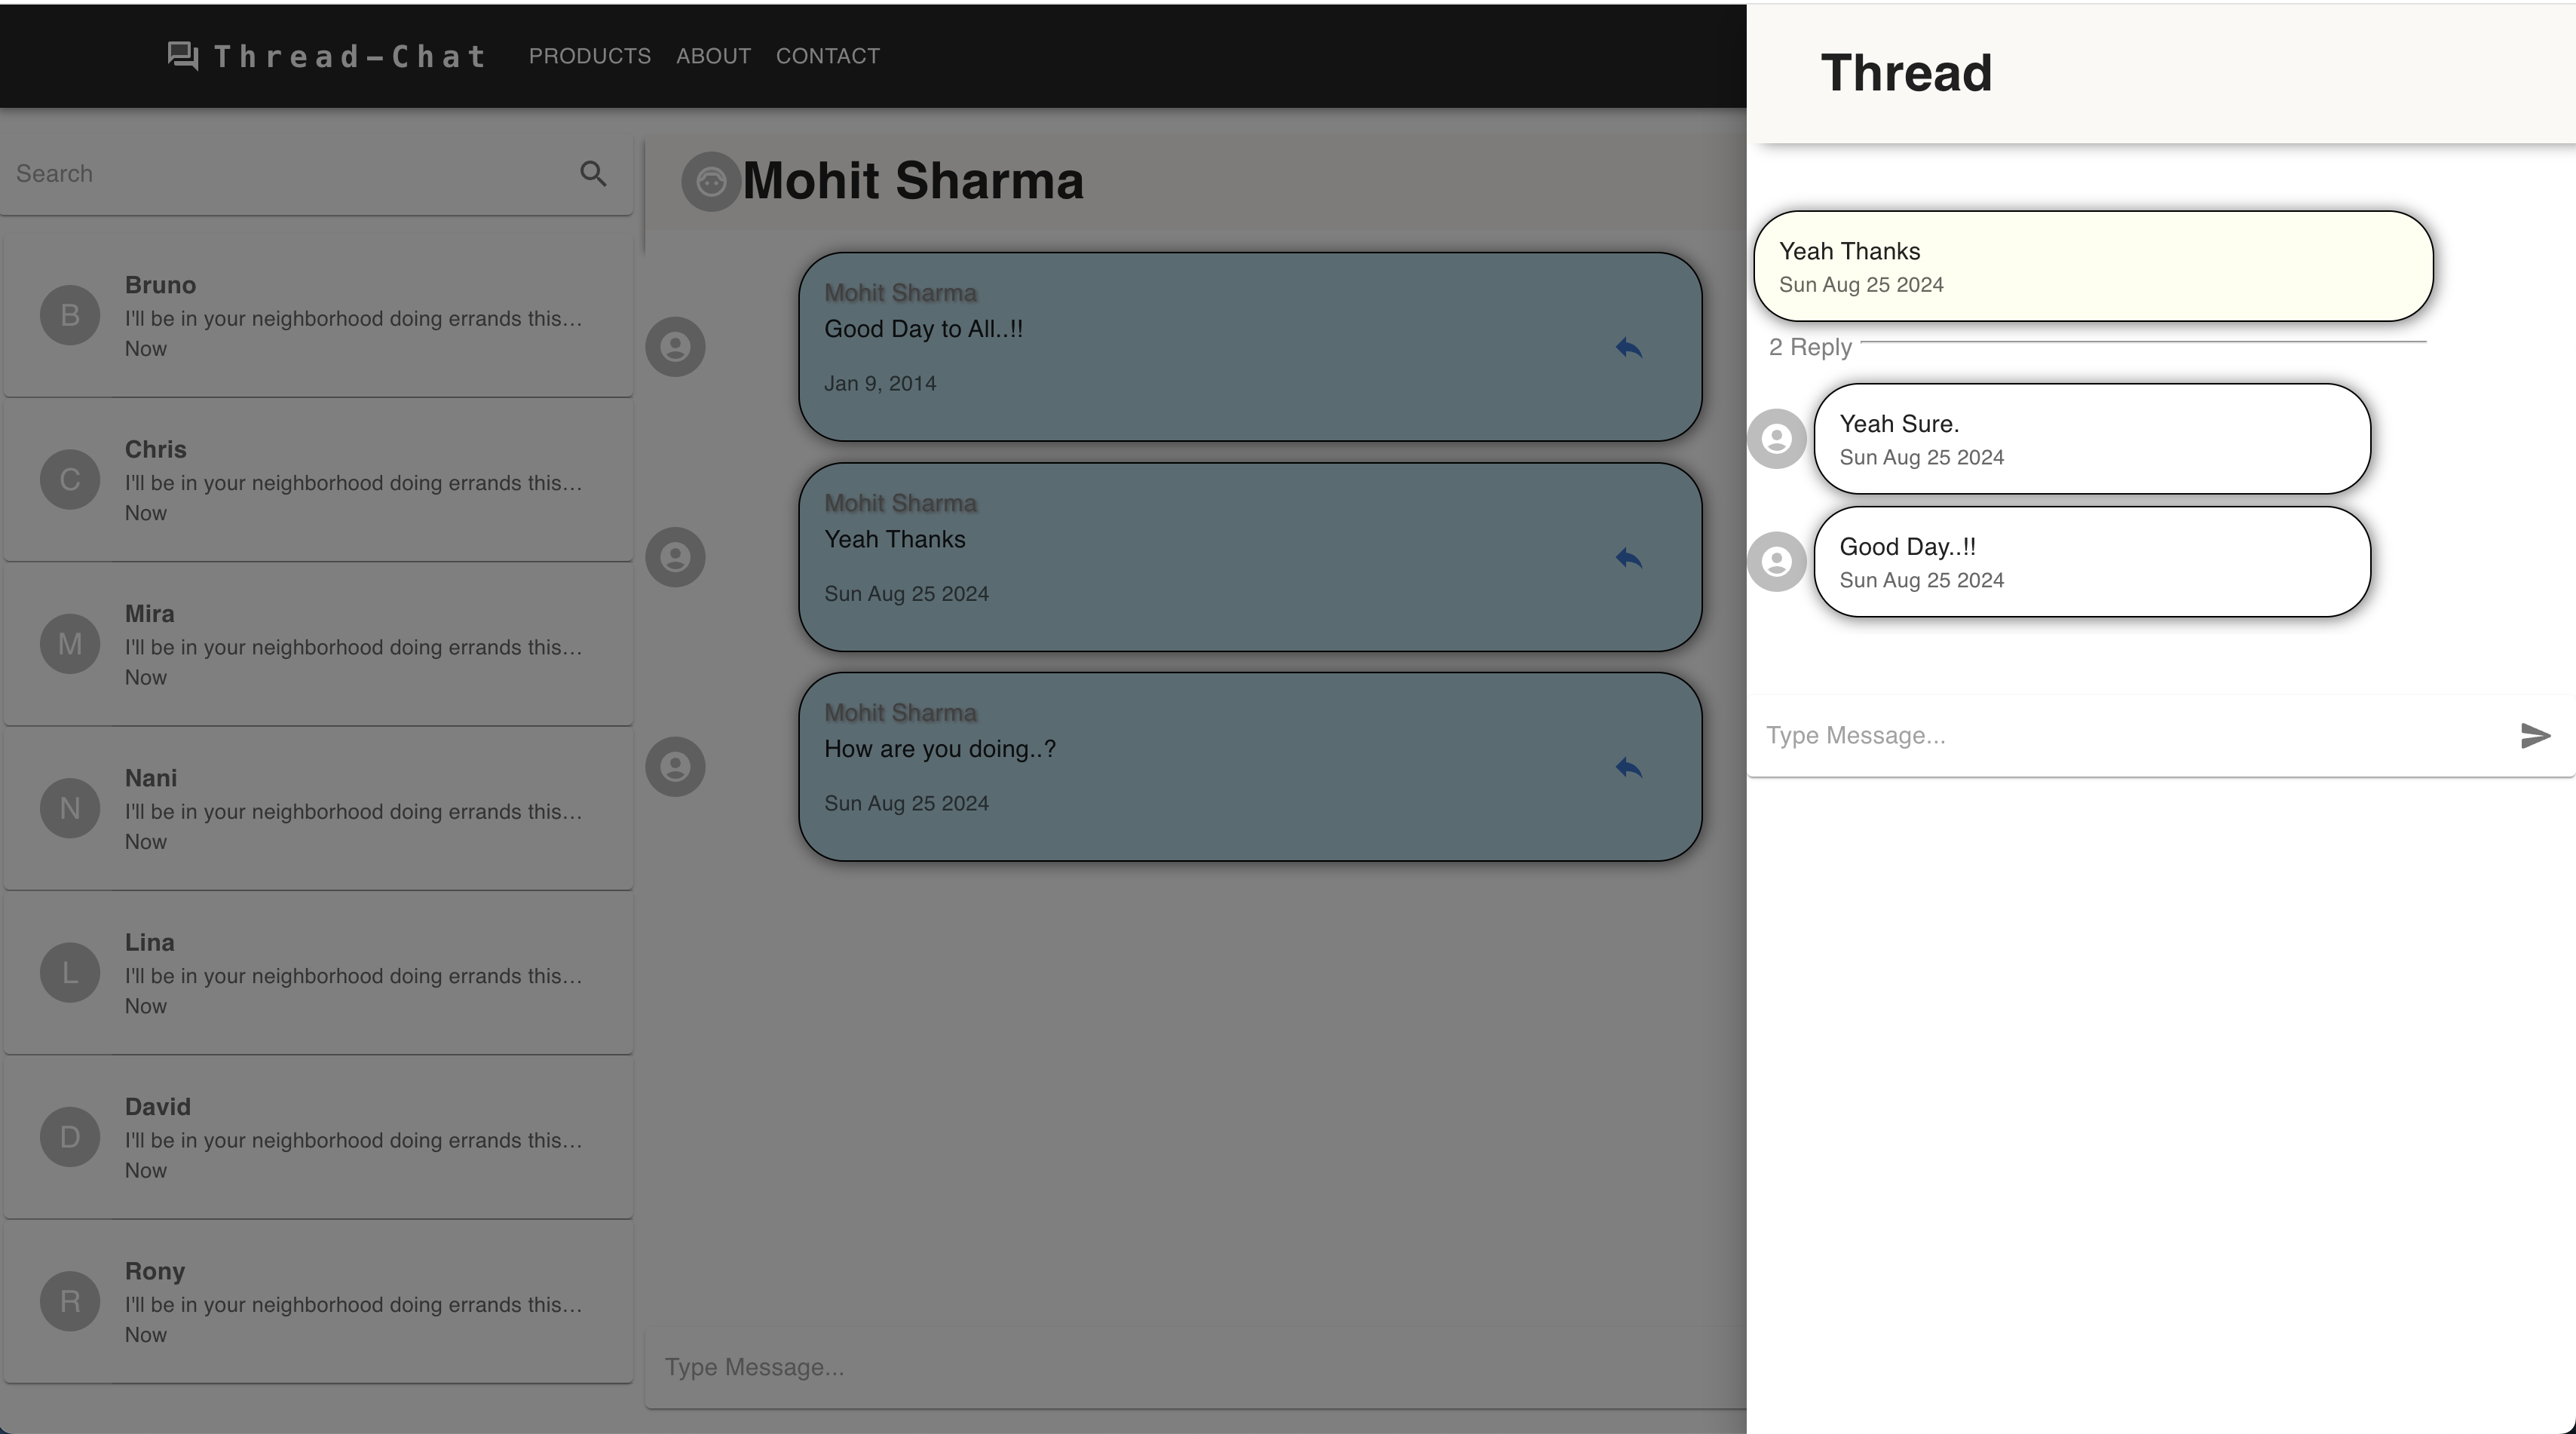 Thread-Chat PRODUCTS ABOUT CONTACT
Search
B
Bruno
I'll be in your neighborhood doing errands this...
Now
C
Chris
I'll be in your neighborhood doing errands this...
Now
M
Mira
I'll be in your neighborhood doing errands this...
Now
N
Nani
I'll be in your neighborhood doing errands this...
Now
L
Lina
I'll be in your neighborhood doing errands this...
Now
D
David
I'll be in your neighborhood doing errands this...
Now
R
Rony
I'll be in your neighborhood doing errands this...
Now
Mohit Sharma
Mohit Sharma
Good Day to All..!!
Jan 9, 2014
Mohit Sharma
Yeah Thanks
Sun Aug 25 2024
Mohit Sharma
How are you doing..?
Sun Aug 25 2024
Type Message...
Thread
Yeah Thanks
Sun Aug 25 2024
2 Reply
Yeah Sure.
Sun Aug 25 2024
Good Day..!!
Sun Aug 25 2024
Type Message...